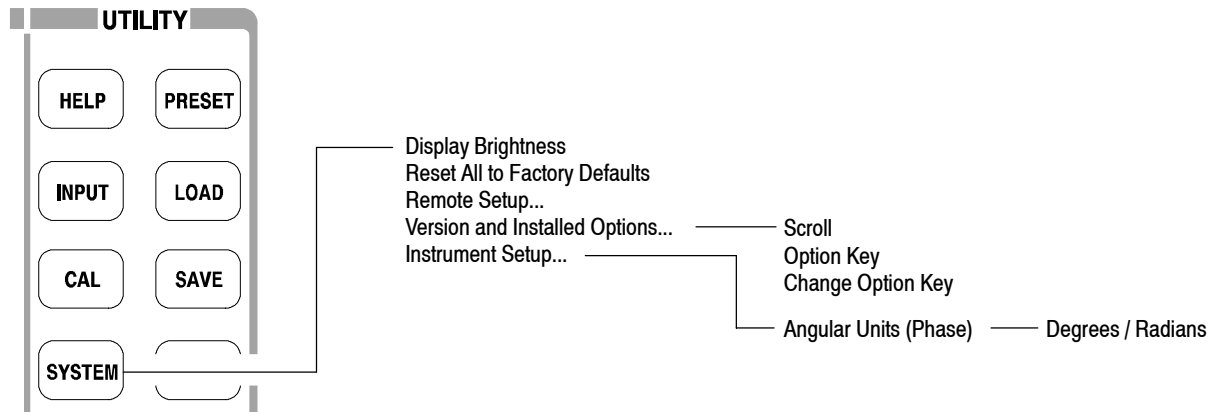 UTILITY
HELP
PRESET
INPUT
LOAD
CAL
SAVE
SYSTEM
Display Brightness
Reset All to Factory Defaults
Remote Setup...
Version and Installed Options...
Instrument Setup...
Scroll
Option Key
Change Option Key
Angular Units (Phase)
Degrees / Radians